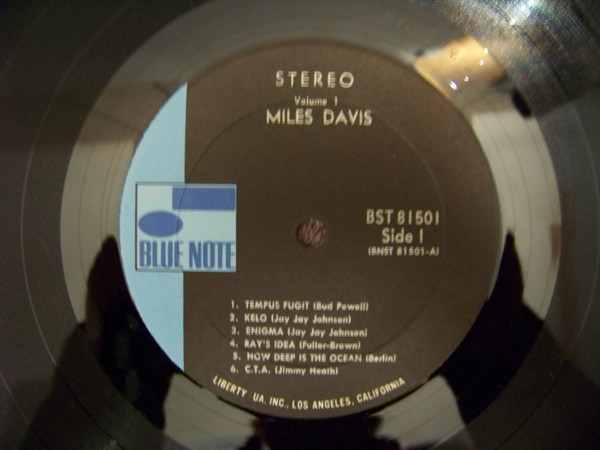 STEREO
Volume 1
MILES DAVIS
BST 81501
Side 1
(BNST 81501-A)
BLUE NOTE
1. TEMPUS FUGIT (Bud Powell)
2. KELO (Jay Jay Johnson)
3. ENIGMA (Jay Jay Johnson)
4. RAY'S IDEA (Fuller-Brown)
5. HOW DEEP IS THE OCEAN (Berlin)
6. C.T.A. (Jimmy Heath)
LIBERTY UA, INC., LOS ANGELES, CALIFORNIA